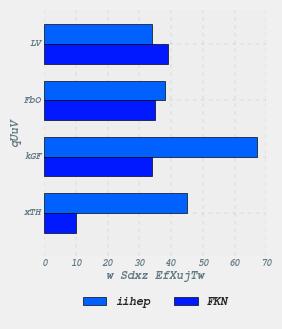 LV
FbO
kGF
xTH
qUuV
0 10 20 30 40 50 60 70
w Sdxz EfXujTw
iihep FKN